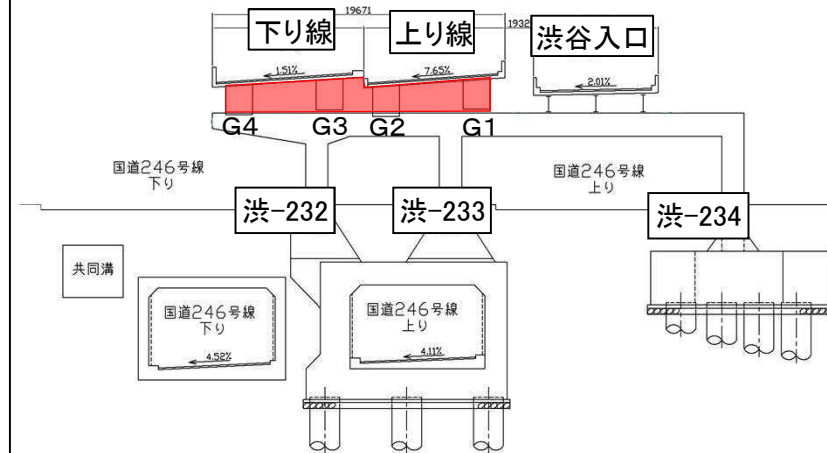 19671
1932
下り線
上り線
渋谷入口
1.51%
7.65%
2.01%
G4
G3
G2
G1
国道246号線
下り
国道246号線
上り
渋-232
渋-233
渋-234
共同溝
国道246号線
下り
国道246号線
上り
4.52%
4.11%